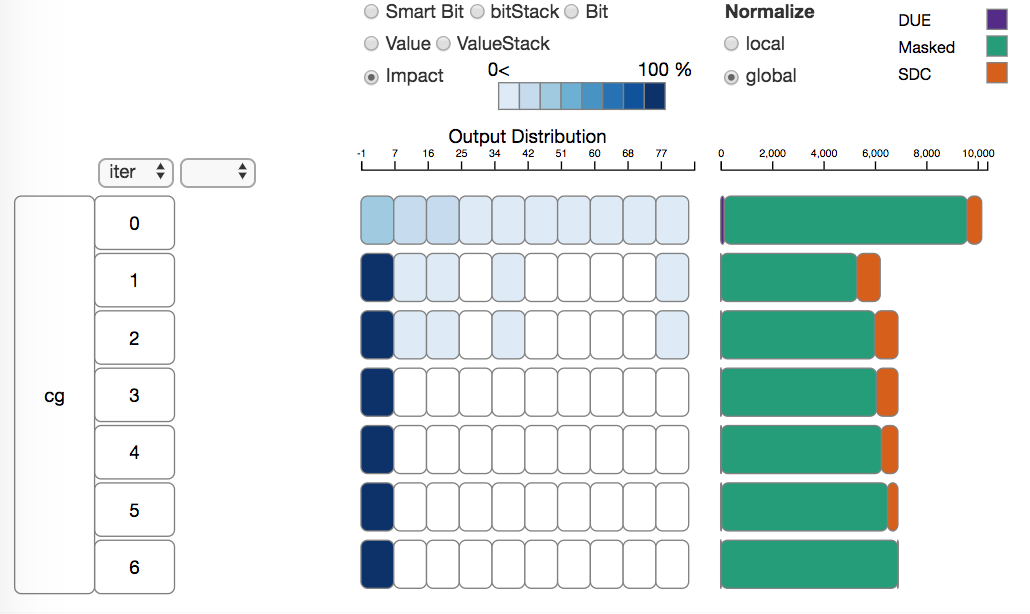 Smart Bit bitStack Bit
Value ValueStack
Impact
0< 100 %
Normalize
local
global
DUE
Masked
SDC
Output Distribution
-1 7 16 25 34 42 51 60 68 77
0 2,000 4,000 6,000 8,000 10,000
iter
cg
0
1
2
3
4
5
6